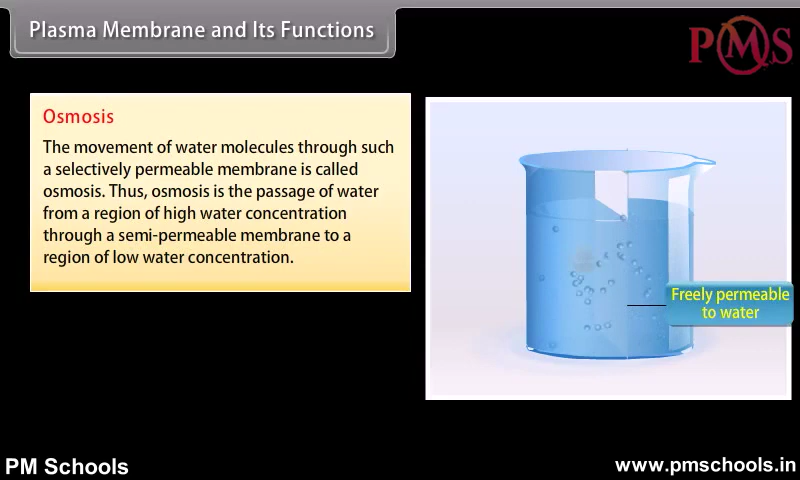 Plasma Membrane and Its Functions
PMS
Osmosis
The movement of water molecules through such
a selectively permeable membrane is called
osmosis. Thus, osmosis is the passage of water
from a region of high water concentration
through a semi-permeable membrane to a
region of low water concentration.
Freely permeable
to water
PM Schools
www.pmschools.in